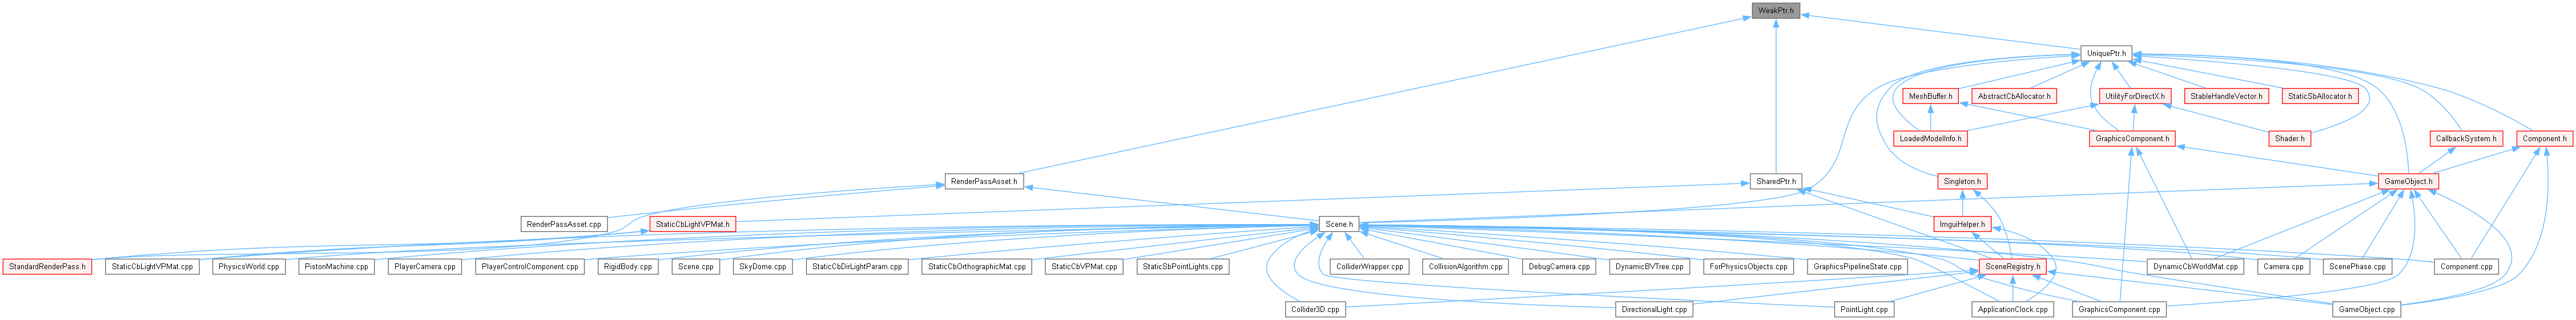 WeakPtr.h
UniquePtr.h
MeshBuffer.h
AbstractCbAllocator.h
UtilityForDirectX.h
StableHandleVector.h
StaticSbAllocator.h
LoadedModelInfo.h
GraphicsComponent.h
Shader.h
CallbackSystem.h
Component.h
RenderPassAsset.h
SharedPtr.h
Singleton.h
GameObject.h
RenderPassAsset.cpp
StaticCbLightVPMat.h
Scene.h
ImguiHelper.h
StandardRenderPass.h
StaticCbLightVPMat.cpp
PhysicsWorld.cpp
PistonMachine.cpp
PlayerCamera.cpp
PlayerControlComponent.cpp
RigidBody.cpp
Scene.cpp
SkyDome.cpp
StaticCbDirLightParam.cpp
StaticCbOrthographicMat.cpp
StaticCbVPMat.cpp
StaticSbPointLights.cpp
ColliderWrapper.cpp
CollisionAlgorithm.cpp
DebugCamera.cpp
DynamicBVTree.cpp
ForPhysicsObjects.cpp
GraphicsPipelineState.cpp
SceneRegistry.h
DynamicCbWorldMat.cpp
Camera.cpp
ScenePhase.cpp
Component.cpp
Collider3D.cpp
DirectionalLight.cpp
PointLight.cpp
ApplicationClock.cpp
GraphicsComponent.cpp
GameObject.cpp